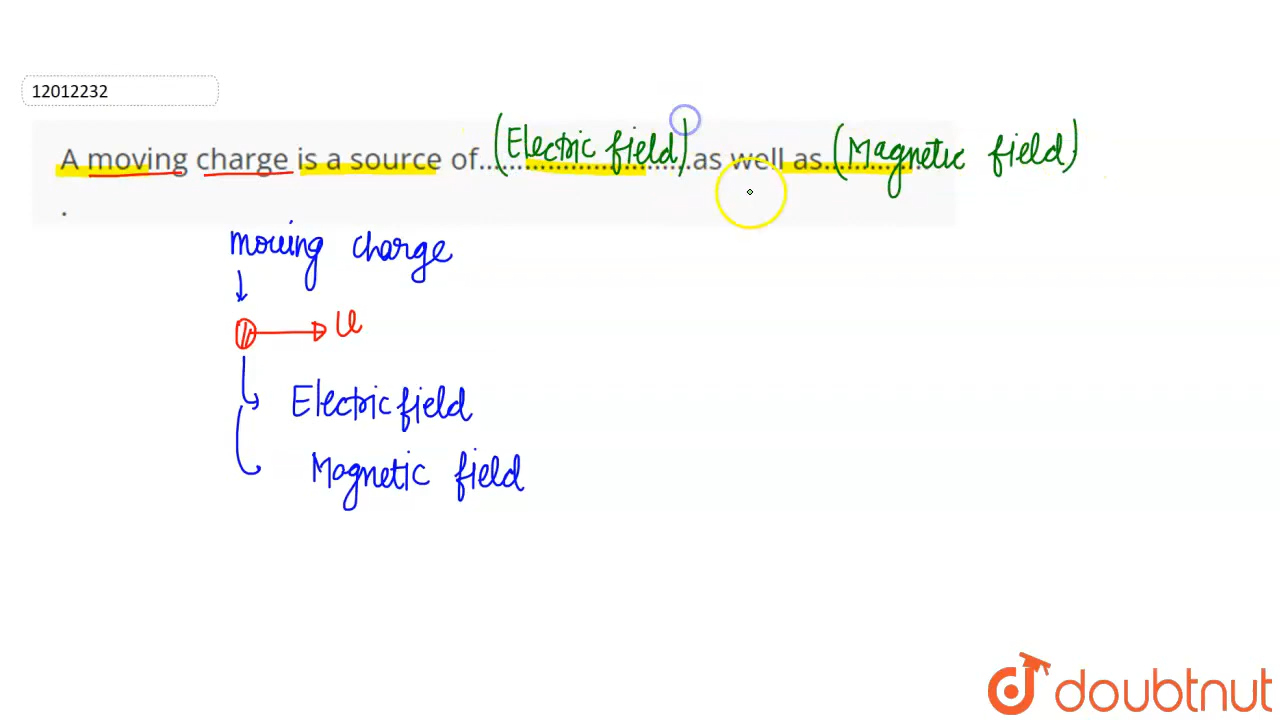 12012232
A moving charge is a source of..............................as well as................
(Electric field) (Magnetic field)
.
moving charge
u
Electric field
Magnetic field
doubtnut